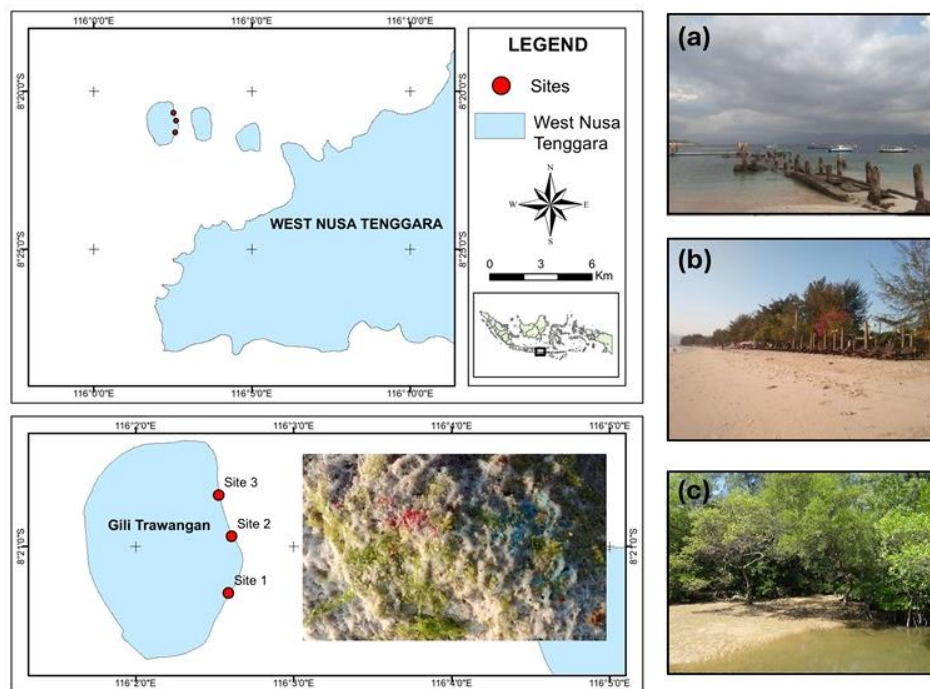 116°0'0"E
116°5'0"E
116°10'0"E
8°20'0"S
8°20'0"S
8°25'0"S
8°25'0"S
WEST NUSA TENGGARA
116°0'0"E
116°5'0"E
116°10'0"E
LEGEND
Sites
West Nusa
Tenggara
N
W
E
S
0
3
6
Km
116°2'0"E
116°3'0"E
116°4'0"E
116°5'0"E
8°21'0"S
8°21'0"S
Site 3
Gili Trawangan
Site 2
Site 1
116°2'0"E
116°3'0"E
116°4'0"E
116°5'0"E
(a)
(b)
(c)